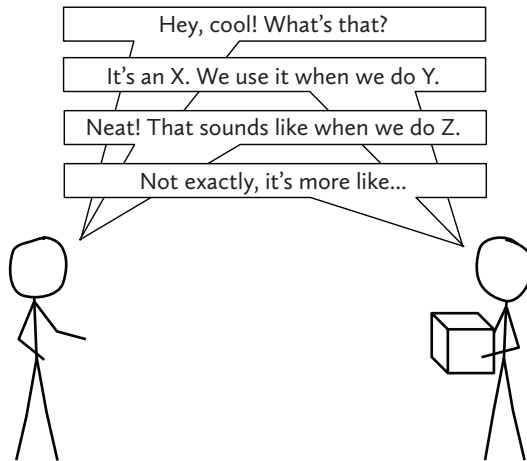 Hey, cool! What's that?
It's an X. We use it when we do Y.
Neat! That sounds like when we do Z.
Not exactly, it's more like...